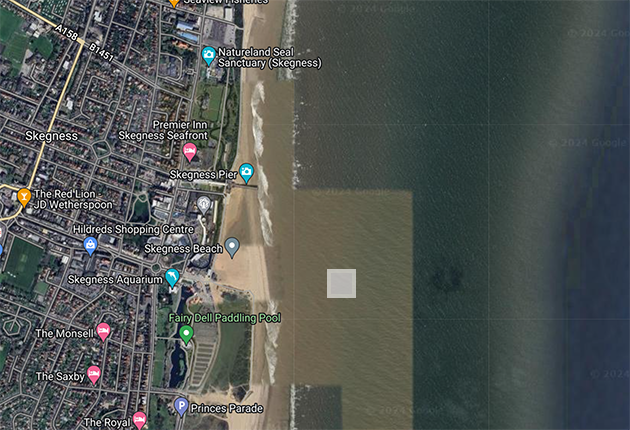 Seaview Fisheries
A158
B1451
Natureland Seal
Sanctuary (Skegness)
Premier Inn
Skegness Seafront
Skegness
Skegness Pier
The Red Lion
JD Wetherspoon
Hildreds Shopping Centre
Skegness Beach
Skegness Aquarium
Fairy Dell Paddling Pool
The Monsell
The Saxby
Princes Parade
The Royal
© 2024 Google
© 2024 Google
© 2024 Google
© 2024 Google